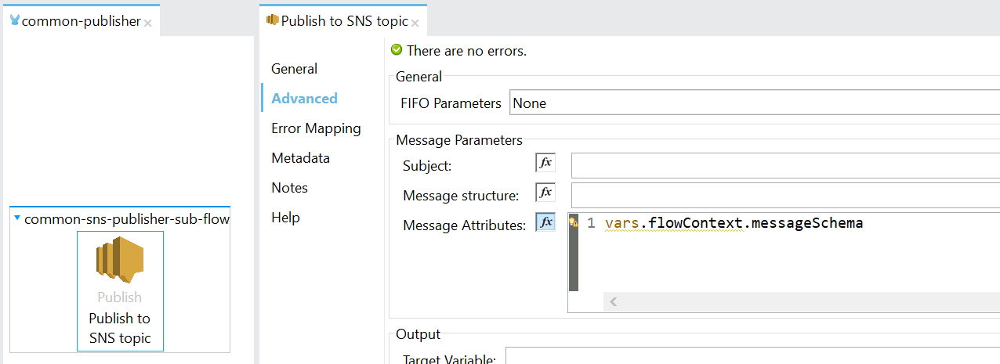 common-publisher
common-sns-publisher-sub-flow
Publish
Publish to
SNS topic
Publish to SNS topic
General
Advanced
Error Mapping
Metadata
Notes
Help
There are no errors.
General
FIFO Parameters None
Message Parameters
Subject: fx
Message structure: fx
Message Attributes: fx 1 vars.flowContext.messageSchema
Output
Target Variable: